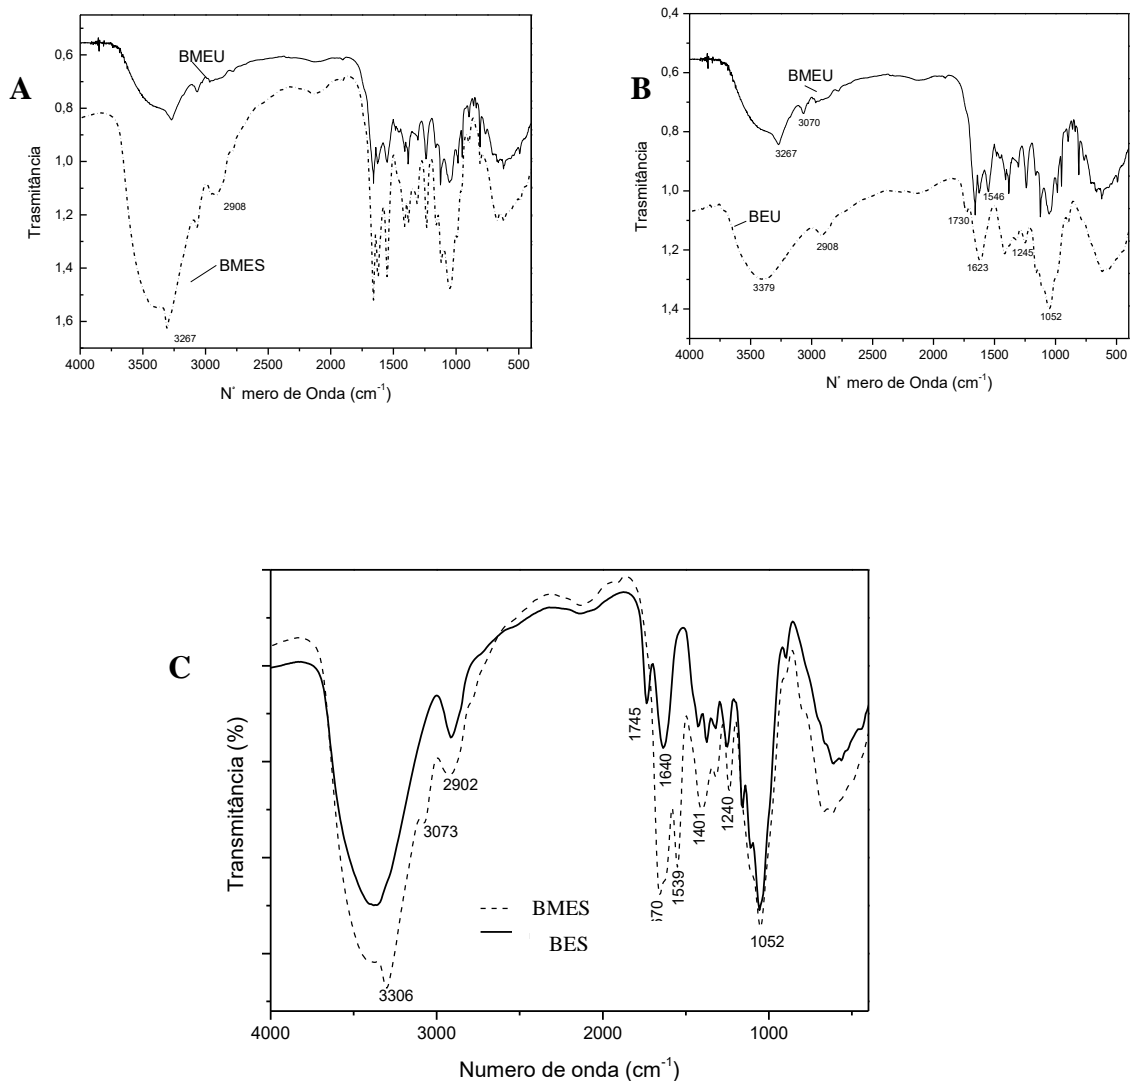 A
0,6
0,8
1,0
1,2
1,4
1,6
Trasmitância
BMEU
2908
BMES
3267
4000 3500 3000 2500 2000 1500 1000 500
N˚ mero de Onda (cm-1)
B
0,4
0,6
0,8
1,0
1,2
1,4
Trasmitância
BMEU
3070
3267
1546
1730
BEU
2908
1245
1623
3379
1052
4000 3500 3000 2500 2000 1500 1000 500
N˚ mero de Onda (cm-1)
C
Transmitância (%)
1745
2902
1640
3073
1401
1240
1539
670
BMES
BES
1052
3306
4000 3000 2000 1000
Numero de onda (cm-1)